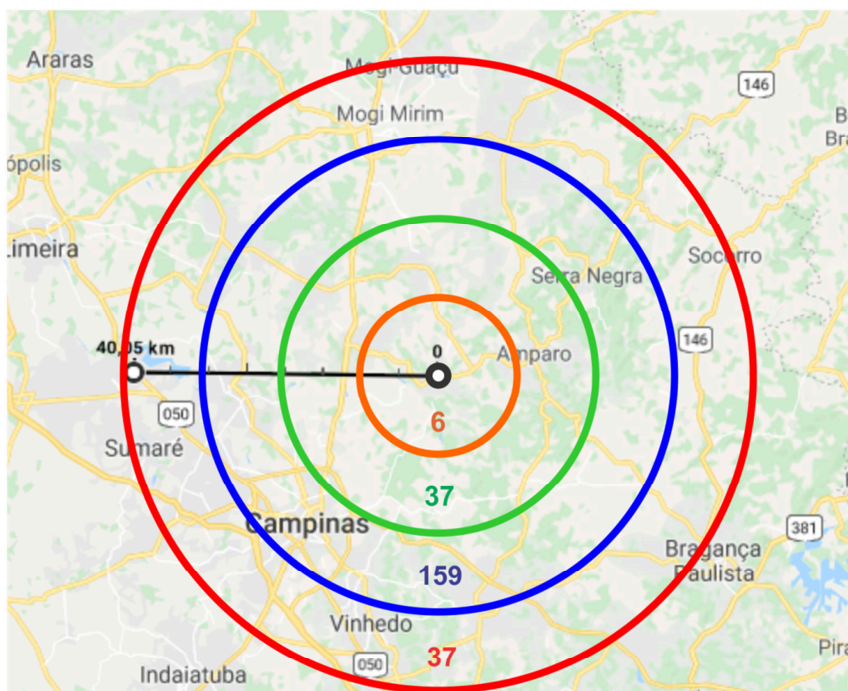 Araras
Mogi Guaçu
146
Mogi Mirim
ópolis
Limeira
Socorro
Serra Negra
146
40,05 km
0
Amparo
050
6
Sumaré
37
Campinas
381
Bragança
Paulista
159
Vinhedo
37
050
Indaiatuba
Pira